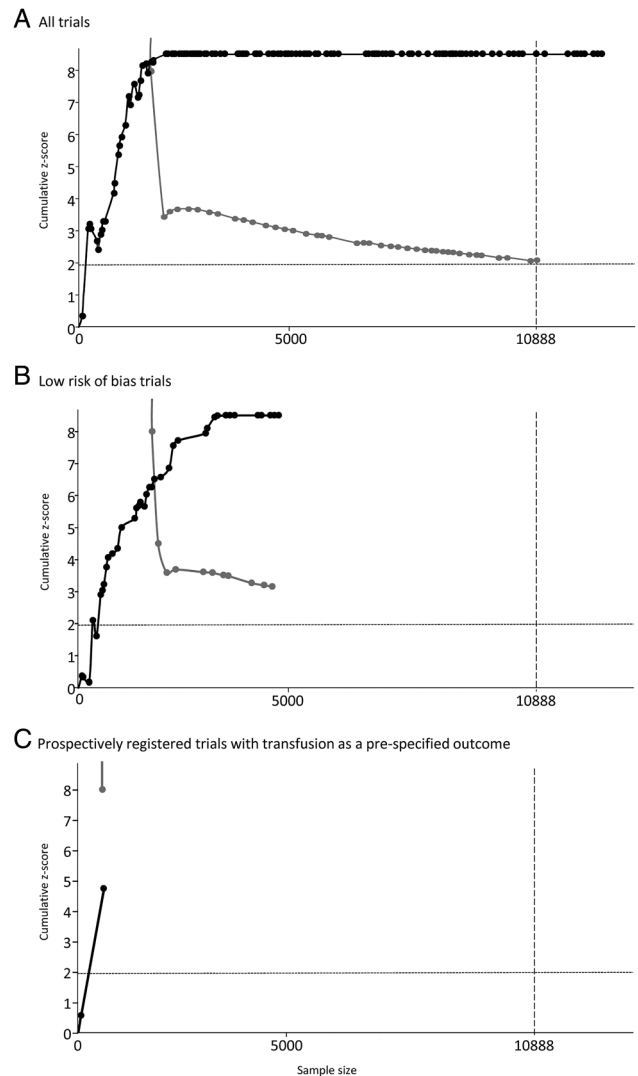 A All trials
Cumulative z-score
8
7
6
5
4
3
2
1
0
0 5000 10888
B Low risk of bias trials
Cumulative z-score
8
7
6
5
4
3
2
1
0
0 5000 10888
C Prospectively registered trials with transfusion as a pre-specified outcome
Cumulative z-score
8
7
6
5
4
3
2
1
0
0 5000 10888
Sample size